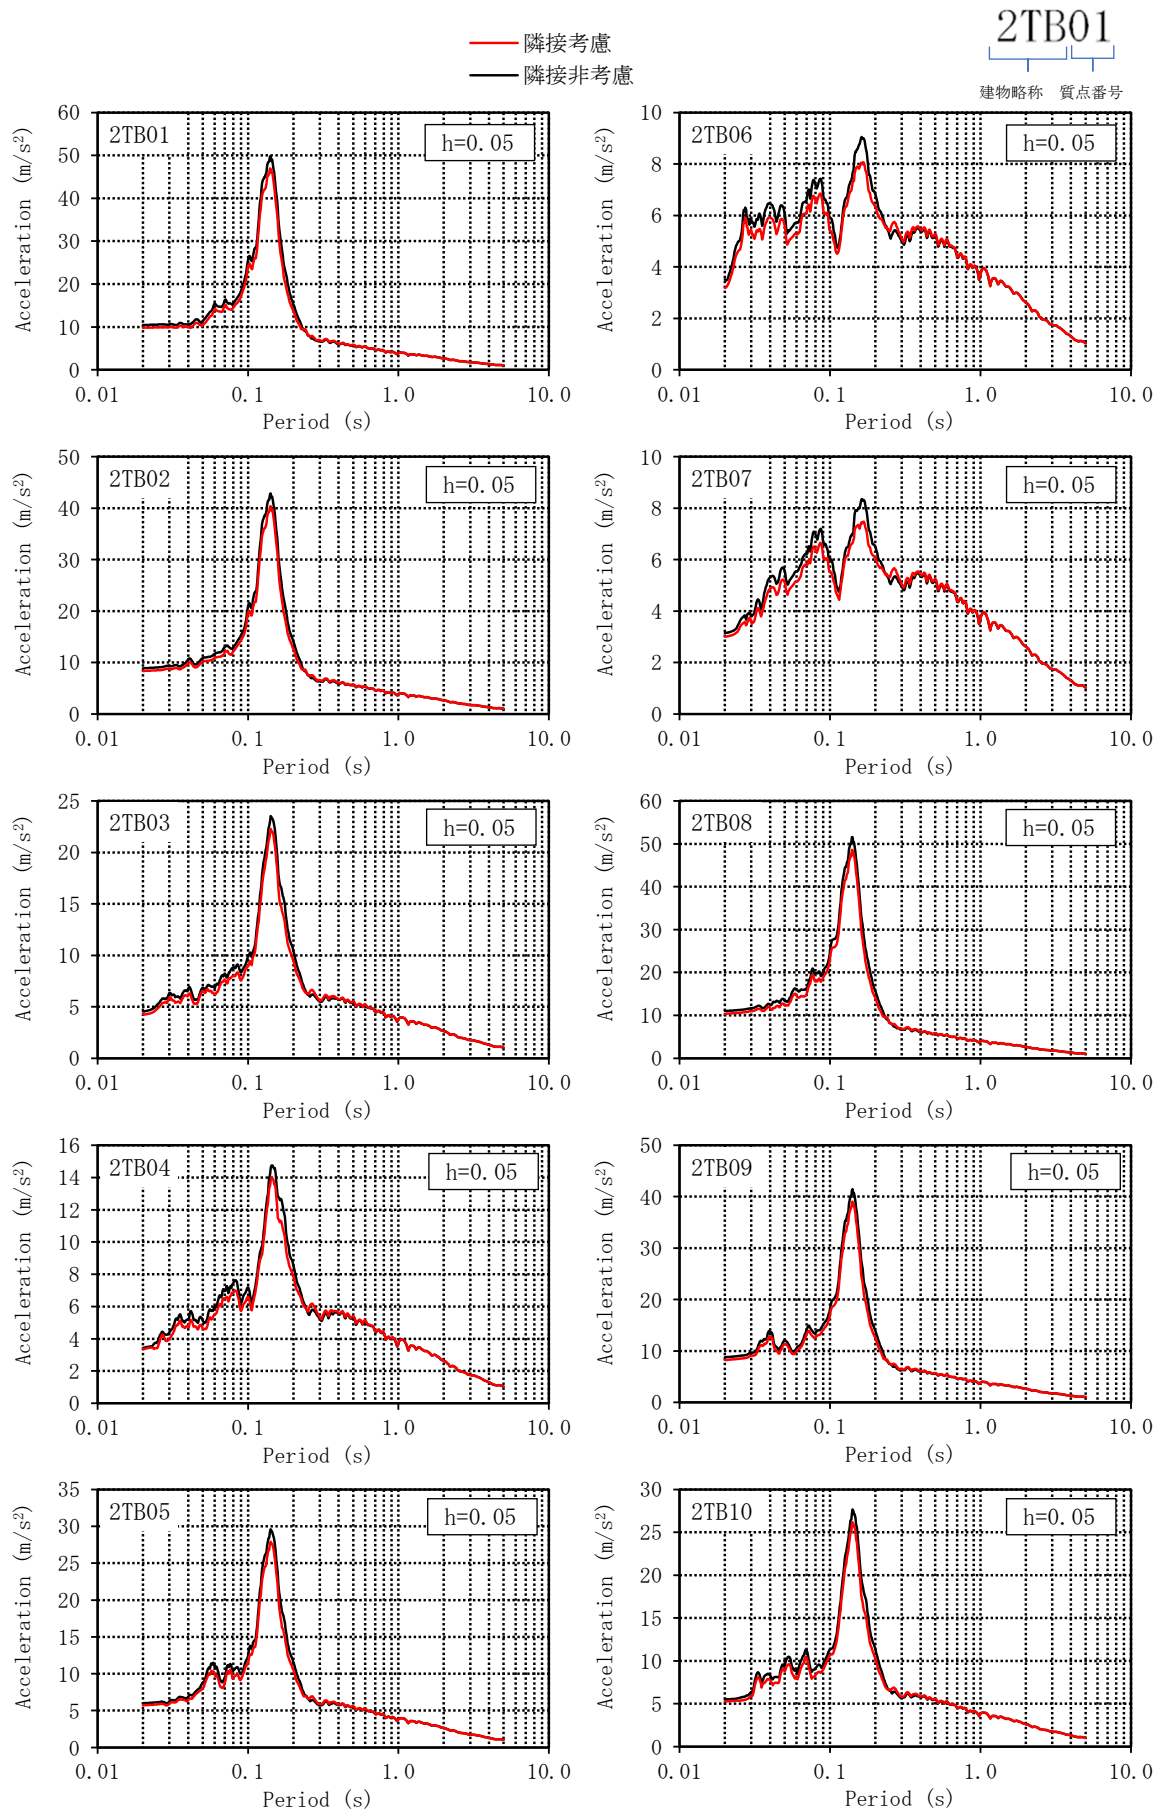 2TB01
建物略称 質点番号
隣接考慮
隣接非考慮
2TB01
h=0.05
Acceleration (m/s²)
60
50
40
30
20
10
0
0.01 0.1 1.0 10.0
Period (s)
2TB06
h=0.05
Acceleration (m/s²)
10
8
6
4
2
0
0.01 0.1 1.0 10.0
Period (s)
2TB02
h=0.05
Acceleration (m/s²)
50
40
30
20
10
0
0.01 0.1 1.0 10.0
Period (s)
2TB07
h=0.05
Acceleration (m/s²)
10
8
6
4
2
0
0.01 0.1 1.0 10.0
Period (s)
2TB03
h=0.05
Acceleration (m/s²)
25
20
15
10
5
0
0.01 0.1 1.0 10.0
Period (s)
2TB08
h=0.05
Acceleration (m/s²)
60
50
40
30
20
10
0
0.01 0.1 1.0 10.0
Period (s)
2TB04
h=0.05
Acceleration (m/s²)
16
14
12
10
8
6
4
2
0
0.01 0.1 1.0 10.0
Period (s)
2TB09
h=0.05
Acceleration (m/s²)
50
40
30
20
10
0
0.01 0.1 1.0 10.0
Period (s)
2TB05
h=0.05
Acceleration (m/s²)
35
30
25
20
15
10
5
0
0.01 0.1 1.0 10.0
Period (s)
2TB10
h=0.05
Acceleration (m/s²)
30
25
20
15
10
5
0
0.01 0.1 1.0 10.0
Period (s)